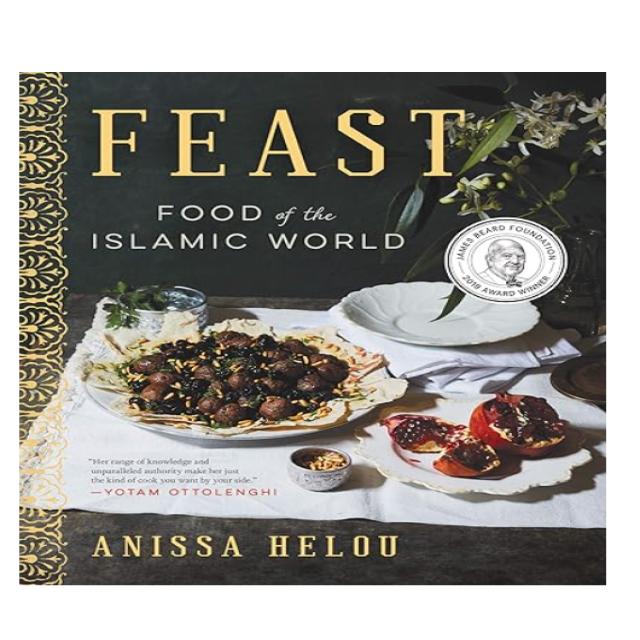 FEAST
FOOD of the
ISLAMIC WORLD
JAMES BEARD FOUNDATION
2019 AWARD WINNER
"Her range of knowledge and
unparalleled authority make her just
the kind of cook you want by your side."
—YOTAM OTTOLENGHI
ANISSA HELOU